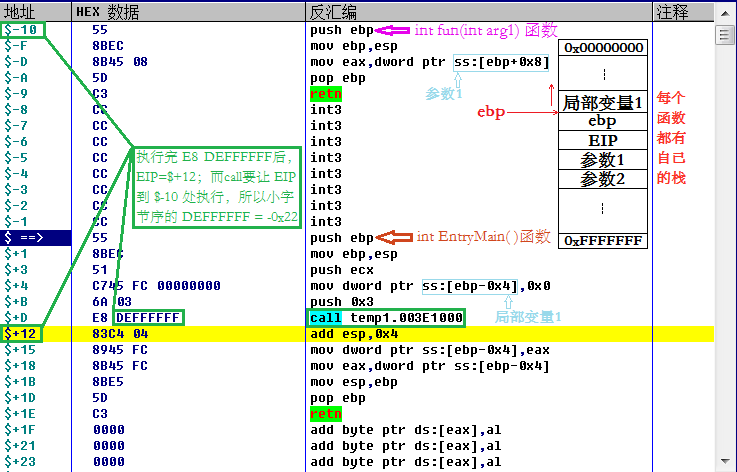 地址 HEX 数据 反汇编 注释
$-10 55 push ebp int fun(int arg1) 函数
$-F 8BEC mov ebp,esp
$-D 8B45 08 mov eax,dword ptr ss:[ebp+0x8]
$-A 5D pop ebp
参数1
$-9 C3 retn
$-8 CC int3
$-7 CC int3
$-6 CC int3
$-5 CC int3
$-4 CC int3
$-3 CC int3
$-2 CC int3
$-1 CC int3
$ ==> 55 push ebp int EntryMain( )函数
$+1 8BEC mov ebp,esp
$+3 51 push ecx
$+4 C745 FC 00000000 mov dword ptr ss:[ebp-0x4],0x0
$+B 6A 03 push 0x3
局部变量1
$+D E8 DEFFFFFF call temp1.003E1000
$+12 83C4 04 add esp,0x4
$+15 8945 FC mov dword ptr ss:[ebp-0x4],eax
$+18 8B45 FC mov eax,dword ptr ss:[ebp-0x4]
$+1B 8BE5 mov esp,ebp
$+1D 5D pop ebp
$+1E C3 retn
$+1F 0000 add byte ptr ds:[eax],al
$+21 0000 add byte ptr ds:[eax],al
$+23 0000 add byte ptr ds:[eax],al
执行完 E8 DEFFFFFF后,
EIP=$+12；而call要让 EIP
到 $-10 处执行，所以小字
节序的 DEFFFFFF = -0x22
0x00000000
⋮
局部变量1
ebp
ebp
EIP
参数1
参数2
⋮
0xFFFFFFFF
每个
函数
都有
自己
的栈